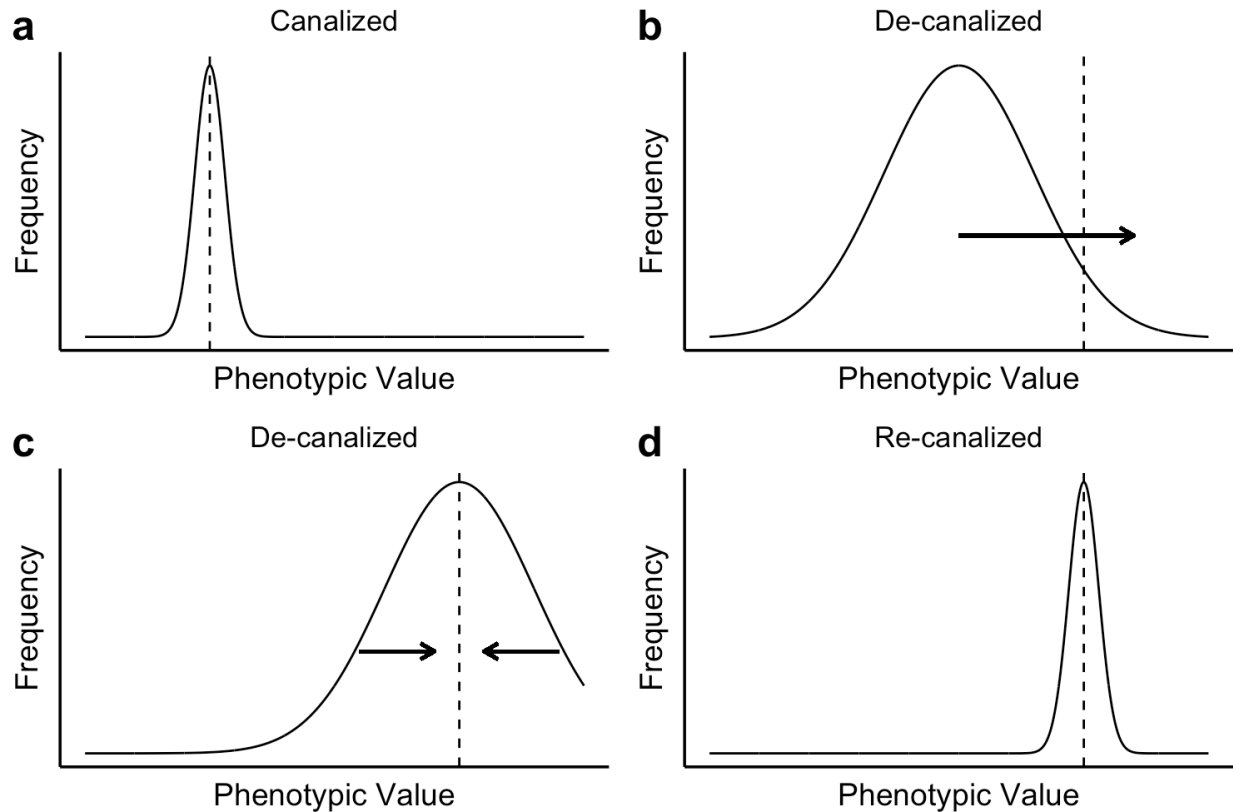 a
Canalized
Frequency
Phenotypic Value
b
De-canalized
Frequency
Phenotypic Value
c
De-canalized
Frequency
Phenotypic Value
d
Re-canalized
Frequency
Phenotypic Value